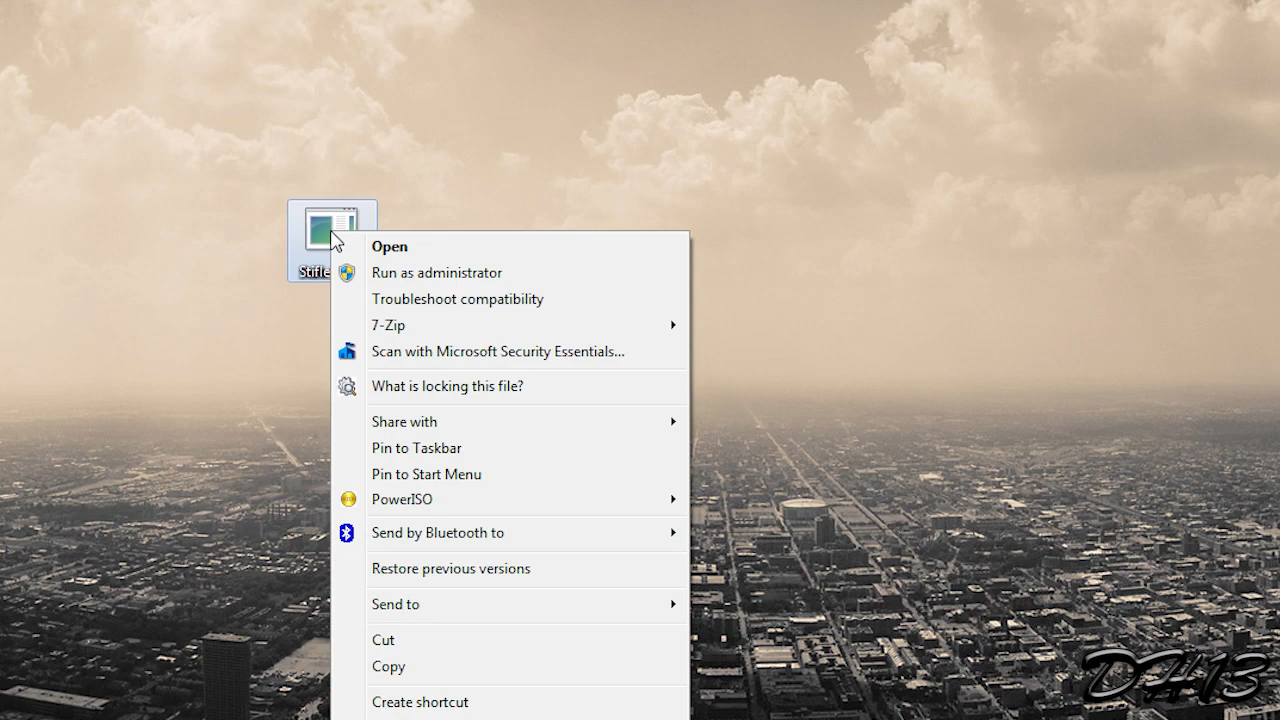 Open
Run as administrator
Troubleshoot compatibility
7-Zip
Scan with Microsoft Security Essentials...
What is locking this file?
Share with
Pin to Taskbar
Pin to Start Menu
PowerISO
Send by Bluetooth to
Restore previous versions
Send to
Cut
Copy
Create shortcut
DH13